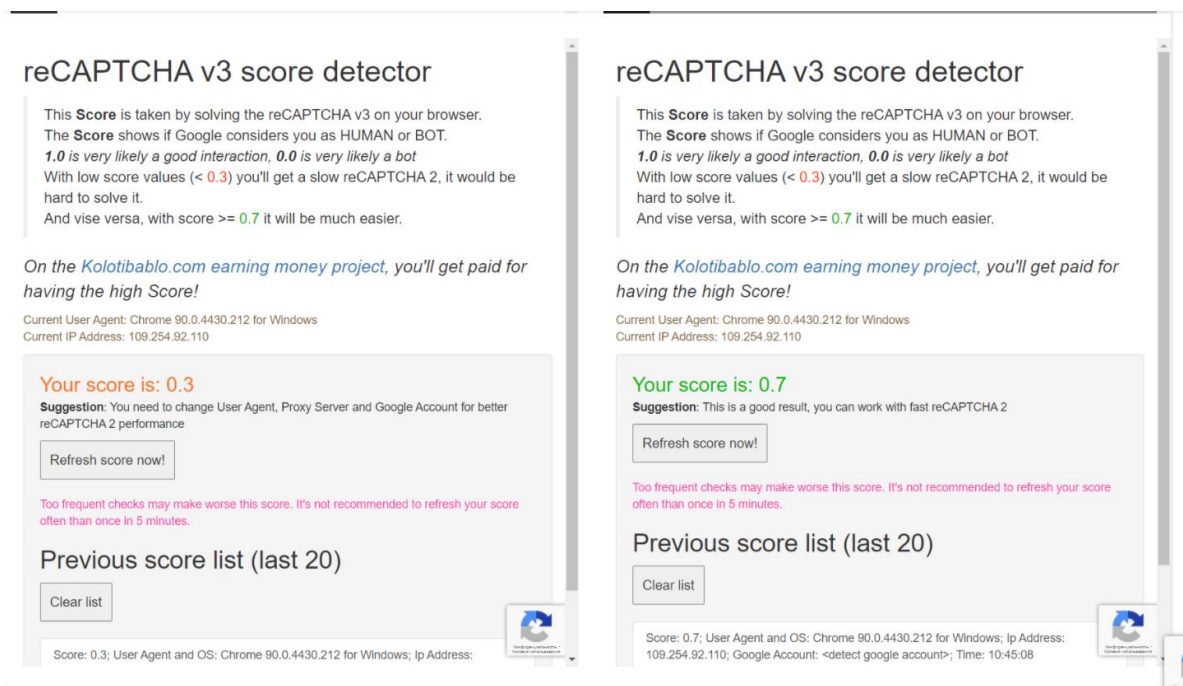 reCAPTCHA v3 score detector
This Score is taken by solving the reCAPTCHA v3 on your browser.
The Score shows if Google considers you as HUMAN or BOT.
1.0 is very likely a good interaction, 0.0 is very likely a bot
With low score values (< 0.3) you'll get a slow reCAPTCHA 2, it would be
hard to solve it.
And vise versa, with score >= 0.7 it will be much easier.
On the Kolotibablo.com earning money project, you'll get paid for
having the high Score!
Current User Agent: Chrome 90.0.4430.212 for Windows
Current IP Address: 109.254.92.110
Your score is: 0.3
Suggestion: You need to change User Agent, Proxy Server and Google Account for better
reCAPTCHA 2 performance
Refresh score now!
Too frequent checks may make worse this score. It's not recommended to refresh your score
often than once in 5 minutes.
Previous score list (last 20)
Clear list
Score: 0.3; User Agent and OS: Chrome 90.0.4430.212 for Windows; Ip Address:
reCAPTCHA v3 score detector
This Score is taken by solving the reCAPTCHA v3 on your browser.
The Score shows if Google considers you as HUMAN or BOT.
1.0 is very likely a good interaction, 0.0 is very likely a bot
With low score values (< 0.3) you'll get a slow reCAPTCHA 2, it would be
hard to solve it.
And vise versa, with score >= 0.7 it will be much easier.
On the Kolotibablo.com earning money project, you'll get paid for
having the high Score!
Current User Agent: Chrome 90.0.4430.212 for Windows
Current IP Address: 109.254.92.110
Your score is: 0.7
Suggestion: This is a good result, you can work with fast reCAPTCHA 2
Refresh score now!
Too frequent checks may make worse this score. It's not recommended to refresh your score
often than once in 5 minutes.
Previous score list (last 20)
Clear list
Score: 0.7; User Agent and OS: Chrome 90.0.4430.212 for Windows; Ip Address:
109.254.92.110; Google Account: <detect google account>; Time: 10:45:08